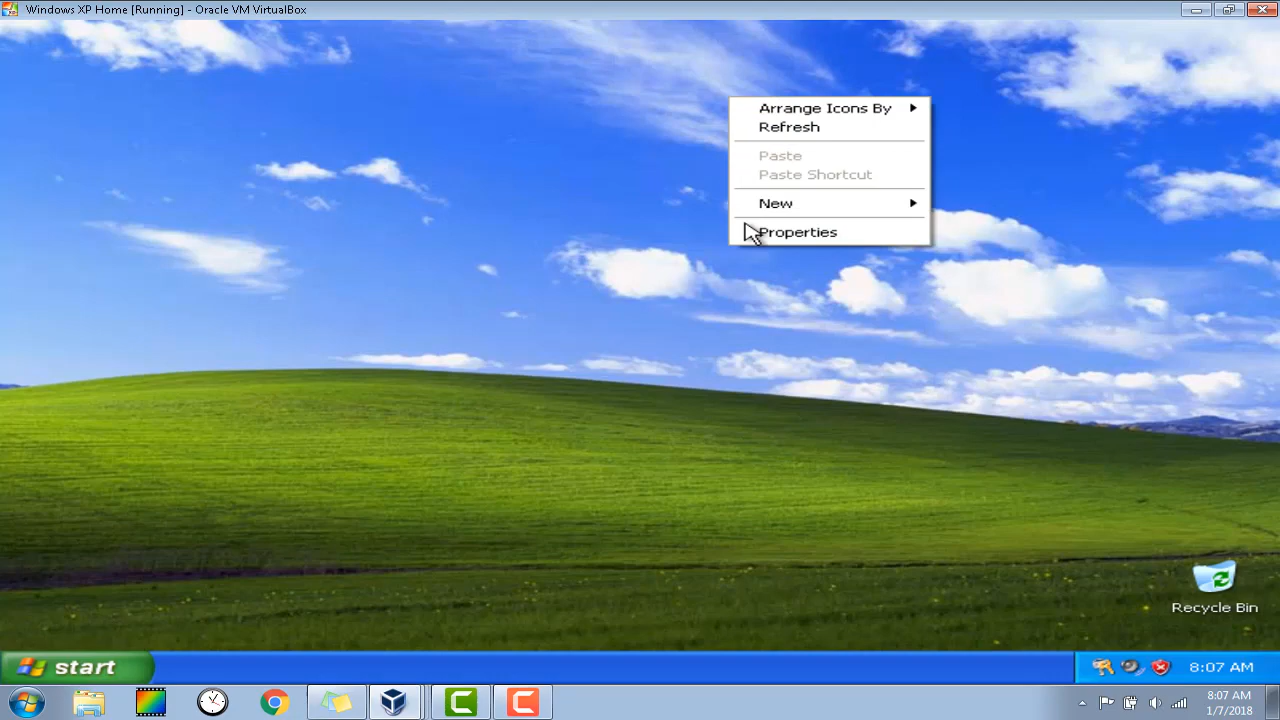 Windows XP Home [Running] - Oracle VM VirtualBox
Arrange Icons By
Refresh
Paste
Paste Shortcut
New
Properties
Recycle Bin
start
8:07 AM
8:07 AM
1/7/2018